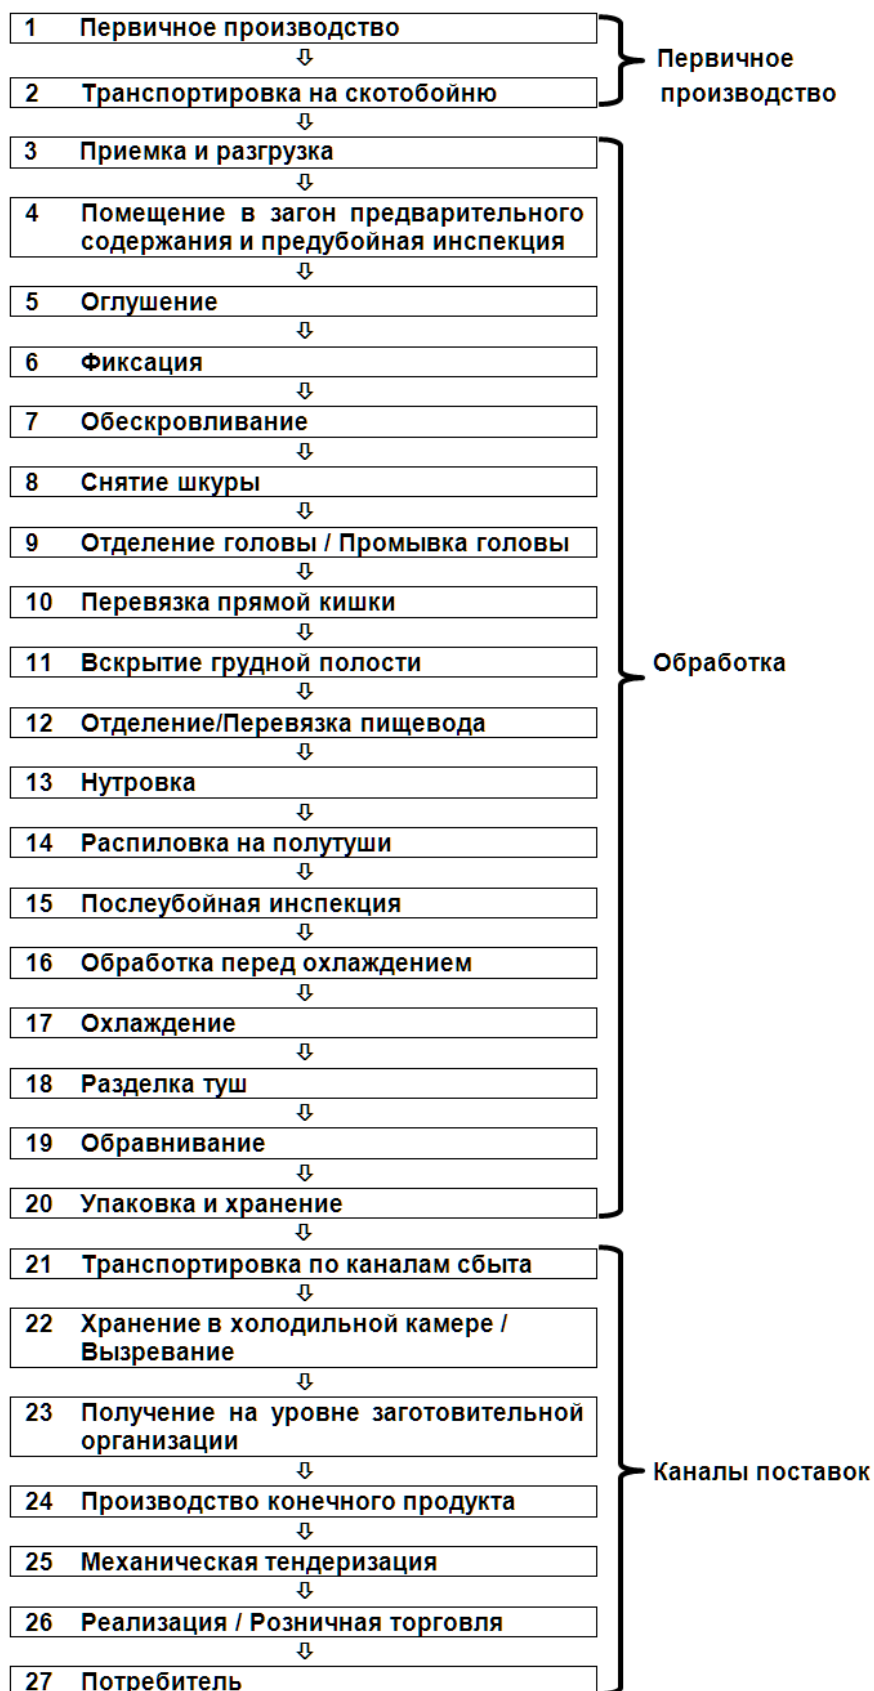 1 Первичное производство
2 Транспортировка на скотобойню
Первичное
производство
3 Приемка и разгрузка
4 Помещение в загон предварительного
содержания и предубойная инспекция
5 Оглушение
6 Фиксация
7 Обескровливание
8 Снятие шкуры
9 Отделение головы / Промывка головы
10 Перевязка прямой кишки
11 Вскрытие грудной полости
12 Отделение/Перевязка пищевода
13 Нутровка
14 Распиловка на полутуши
15 Послеубойная инспекция
16 Обработка перед охлаждением
17 Охлаждение
18 Разделка туш
19 Обравнивание
20 Упаковка и хранение
Обработка
21 Транспортировка по каналам сбыта
22 Хранение в холодильной камере /
Вызревание
23 Получение на уровне заготовительной
организации
24 Производство конечного продукта
25 Механическая тендеризация
26 Реализация / Розничная торговля
27 Потребитель
Каналы поставок